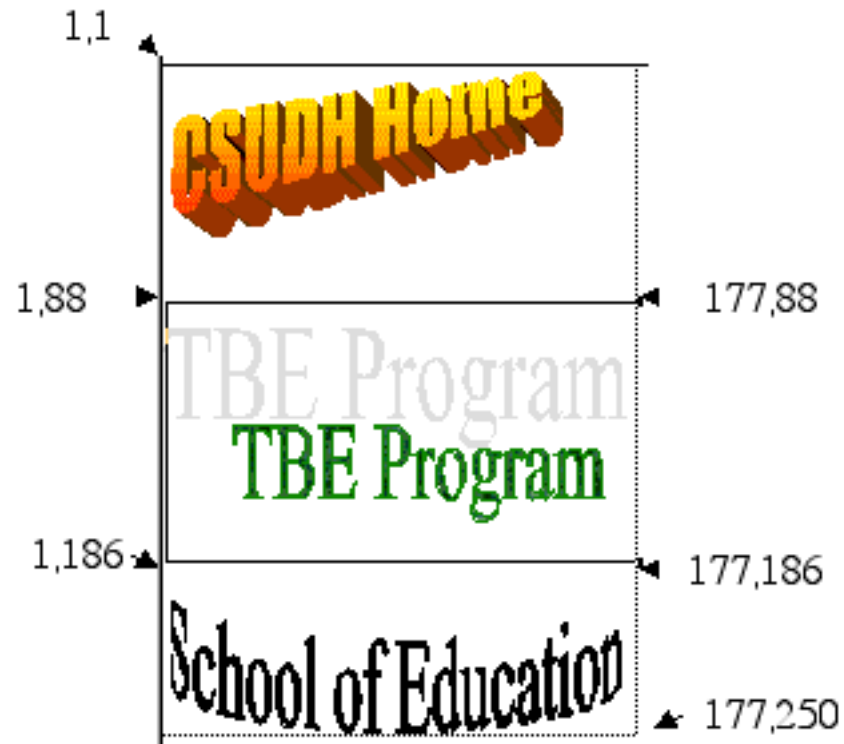 1,1
CSUDH Home
1,88 177,88
TBE Program
TBE Program
1,186 177,186
School of Education
177,250